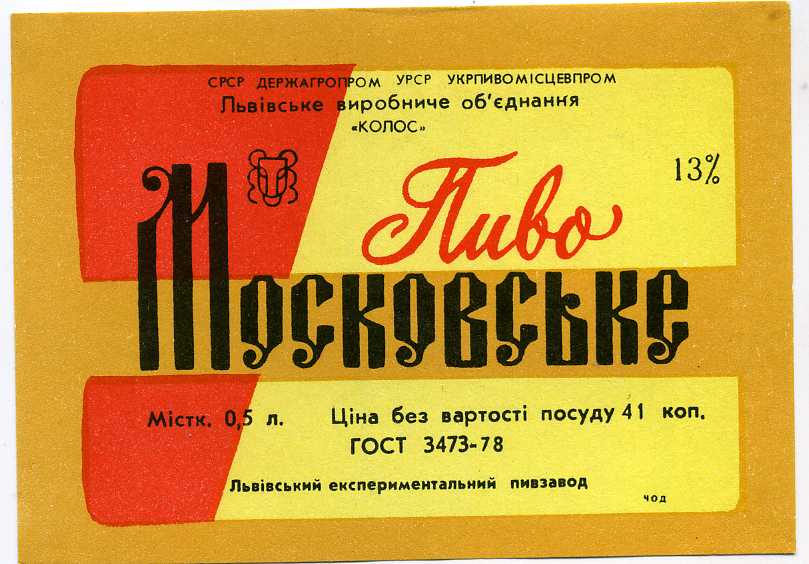 СРСР ДЕРЖАГРОПРОМ УРСР УКРПИВОМІСЦЕВПРОМ
Львівське виробниче об'єднання
«КОЛОС»
Пиво
13%
Московське
Містк. 0,5 л. Ціна без вартості посуду 41 коп.
ГОСТ 3473-78
Львівський експериментальний пивзавод
ЧОД